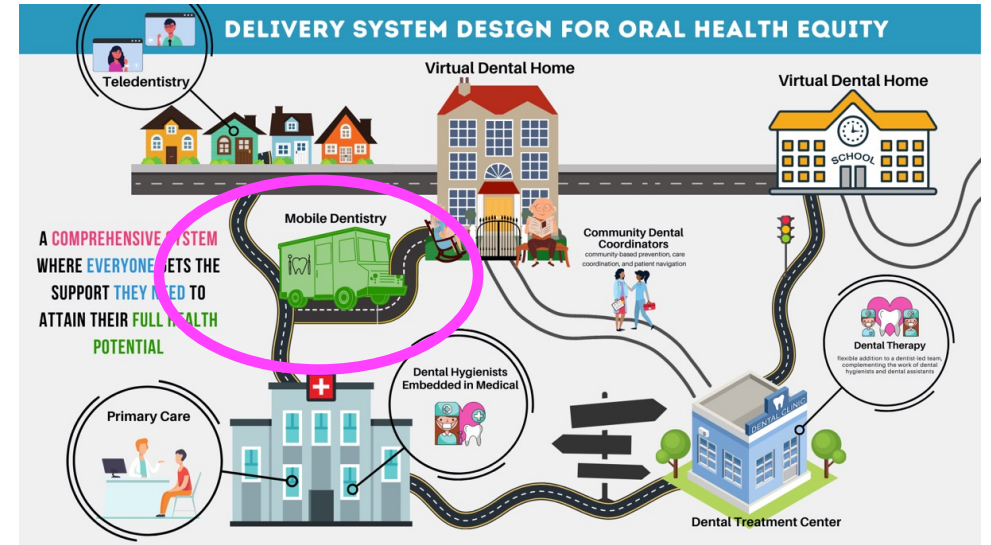 DELIVERY SYSTEM DESIGN FOR ORAL HEALTH EQUITY
Teledentistry
Virtual Dental Home
Virtual Dental Home
SCHOOL
Mobile Dentistry
A COMPREHENSIVE SYSTEM
WHERE EVERYONE GETS THE
SUPPORT THEY NEED TO
ATTAIN THEIR FULL HEALTH
POTENTIAL
Community Dental
Coordinators
community-based prevention, care
coordination, and patient navigation
Dental Therapy
flexible addition to a dentist-led team,
complementing the work of dental
hygienists and dental assistants
Dental Hygienists
Embedded in Medical
Primary Care
DENTAL CLINIC
Dental Treatment Center